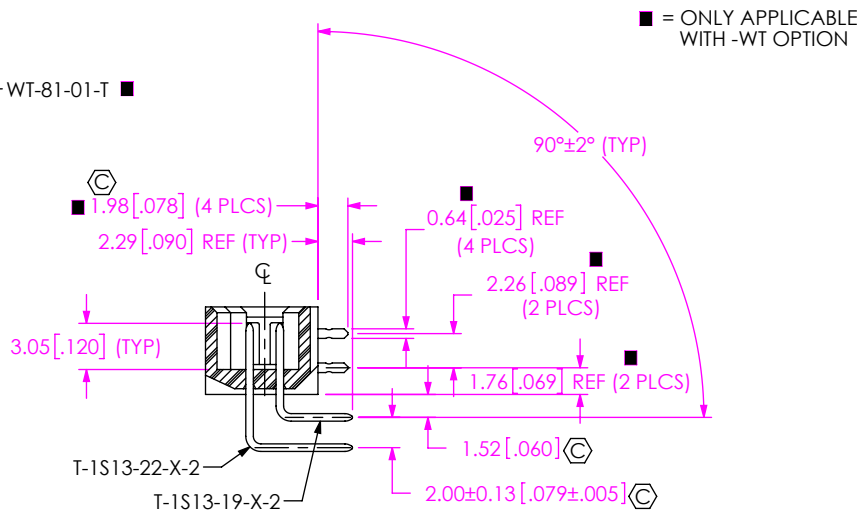 ■ = ONLY APPLICABLE
WITH -WT OPTION
WT-81-01-T ■
90°±2° (TYP)
C
■ 1.98[.078] (4 PLCS)
2.29[.090] REF (TYP)
■
0.64[.025] REF
(4 PLCS)
■
2.26[.089] REF
(2 PLCS)
℄
3.05[.120] (TYP)
■
1.76[.069] REF (2 PLCS)
1.52[.060] C
T-1S13-22-X-2
T-1S13-19-X-2
2.00±0.13[.079±.005] C